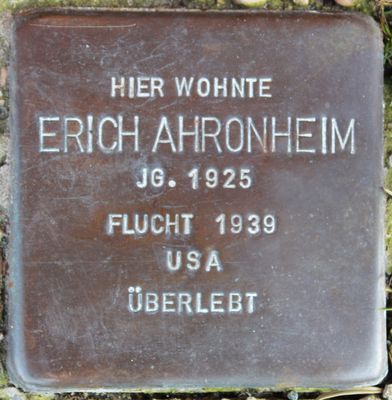 HIER WOHNTE
ERICH AHRONHEIM
JG. 1925
FLUCHT 1939
USA
ÜBERLEBT